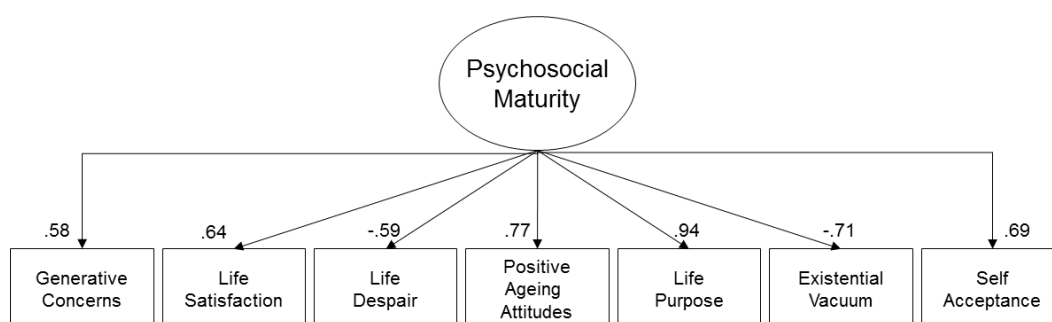 Psychosocial
Maturity
.58
.64
-.59
.77
.94
-.71
.69
Generative
Concerns
Life
Satisfaction
Life
Despair
Positive
Ageing
Attitudes
Life
Purpose
Existential
Vacuum
Self
Acceptance